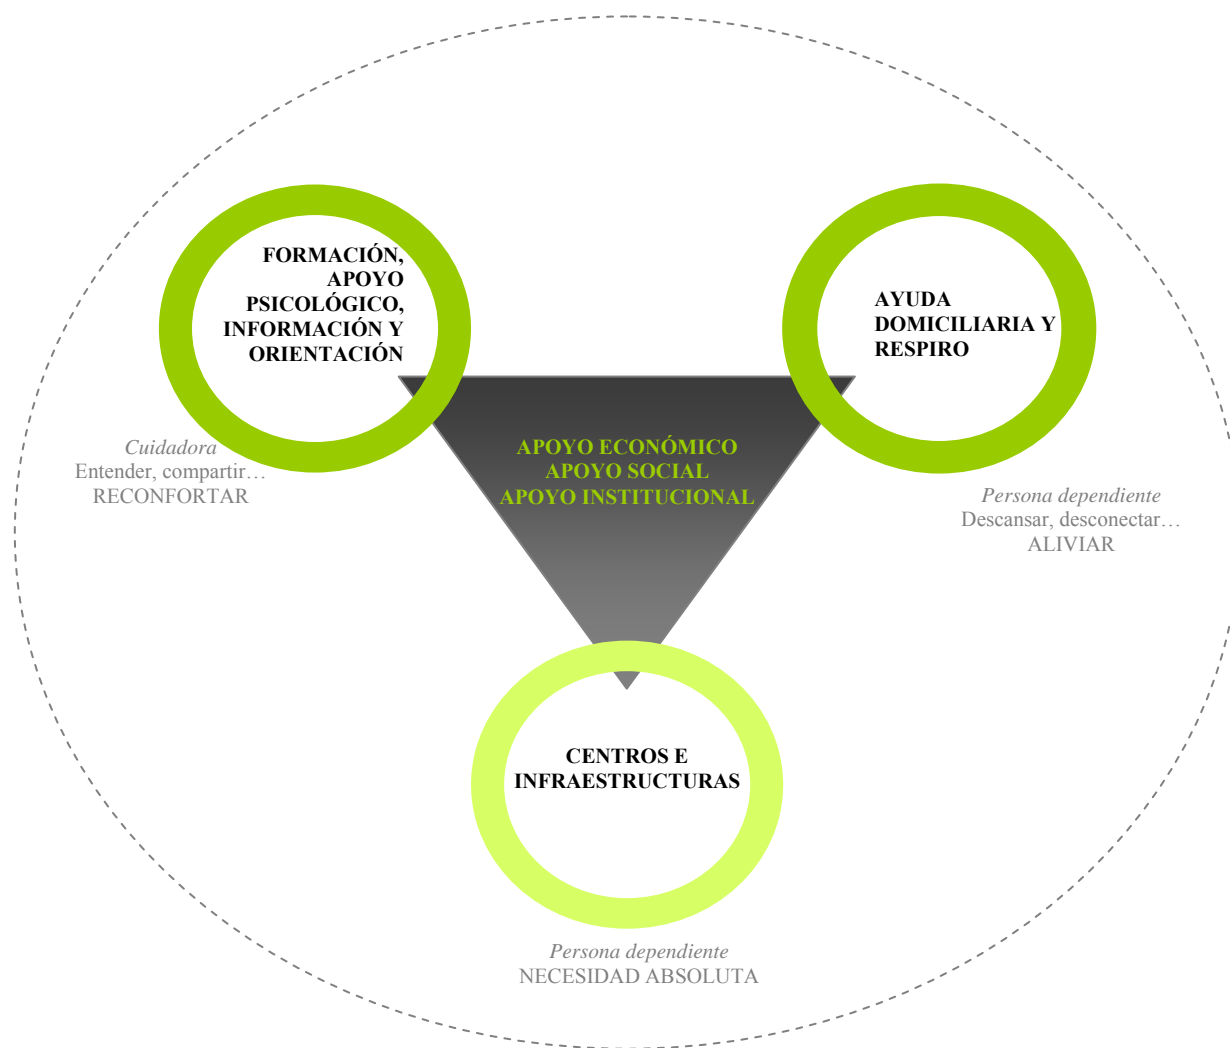 FORMACIÓN,
APOYO
PSICOLÓGICO,
INFORMACIÓN Y
ORIENTACIÓN
AYUDA
DOMICILIARIA Y
RESPIRO
Cuidadora
Entender, compartir…
RECONFORTAR
APOYO ECONÓMICO
APOYO SOCIAL
APOYO INSTITUCIONAL
Persona dependiente
Descansar, desconectar…
ALIVIAR
CENTROS E
INFRAESTRUCTURAS
Persona dependiente
NECESIDAD ABSOLUTA